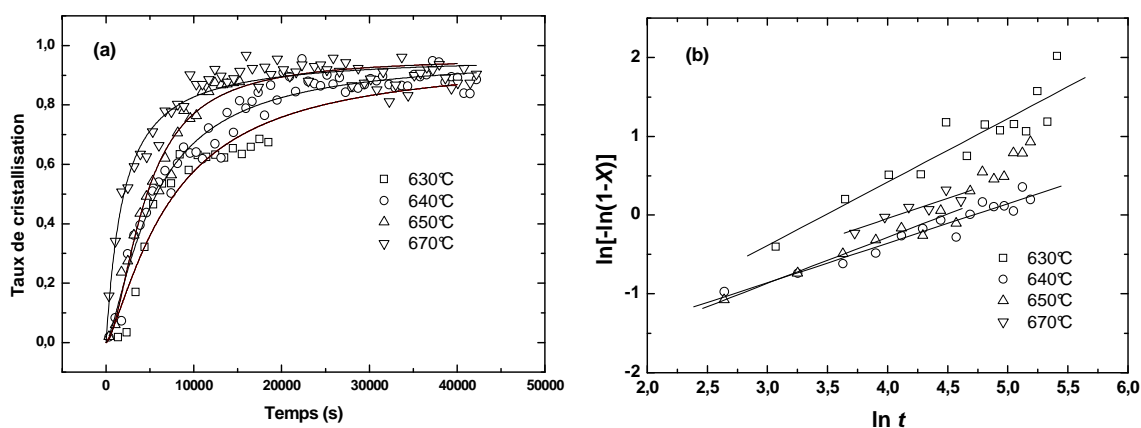 (a)
Taux de cristallisation
1,0
0,8
0,6
0,4
0,2
0,0
630°C
640°C
650°C
670°C
0 10000 20000 30000 40000 50000
Temps (s)
(b)
ln[-ln(1-X)]
2
1
0
-1
-2
630°C
640°C
650°C
670°C
2,0 2,5 3,0 3,5 4,0 4,5 5,0 5,5 6,0
ln t